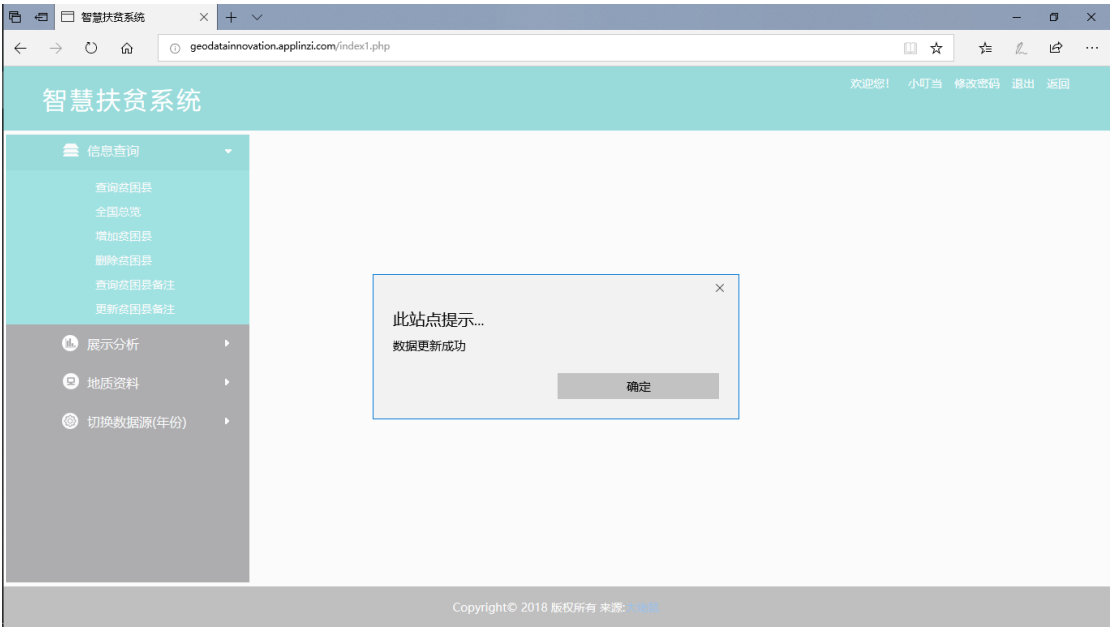 智慧扶贫系统
geodatainnovation.applinzi.com/index1.php
智慧扶贫系统
欢迎您! 小叮当 修改密码 退出 返回
信息查询
查询贫困县
全国总览
增加贫困县
删除贫困县
查询贫困县备注
更新贫困县备注
展示分析
地质资料
切换数据源(年份)
此站点提示...
数据更新成功
确定
Copyright© 2018 版权所有 来源: